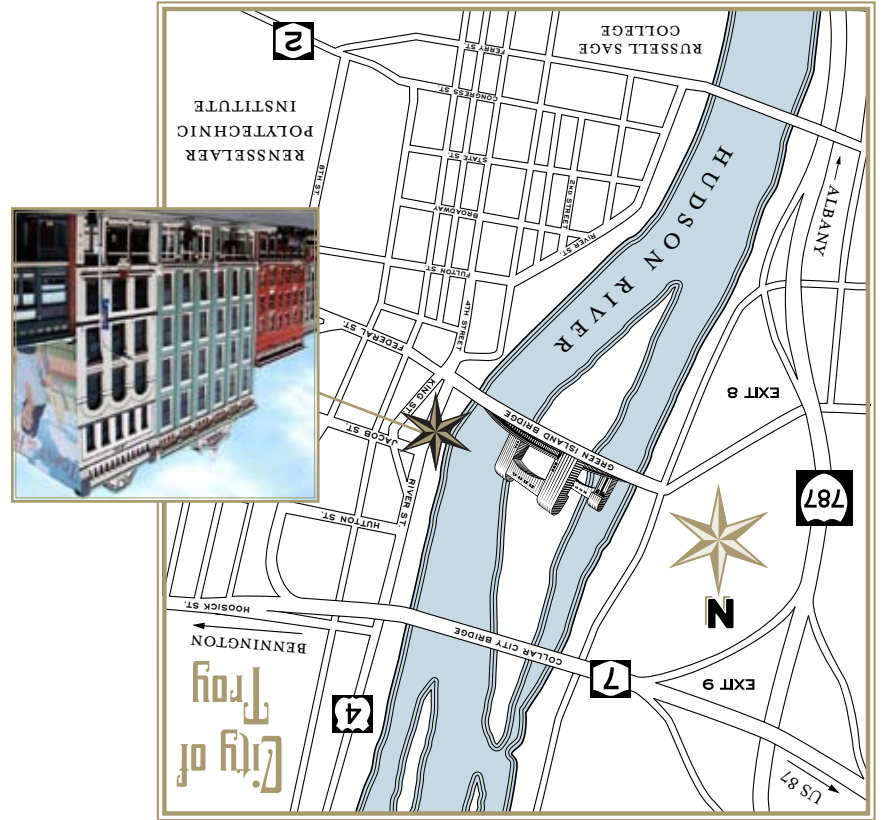 City of
Troy
US 87
EXIT 9
7
4
BENNINGTON
COLLAR CITY BRIDGE
HOOSICK ST.
N
787
HUTTON ST.
RIVER ST.
GREEN ISLAND BRIDGE
JACOB ST.
KING ST.
EXIT 8
FEDERAL ST.
4TH STREET
FULTON ST.
HUDSON RIVER
RIVER ST.
ALBANY
BROADWAY
2ND STREET
STATE ST.
8TH ST.
RENSSELAER
POLYTECHNIC
INSTITUTE
CONGRESS ST.
FERRY ST.
RUSSELL SAGE
COLLEGE
2